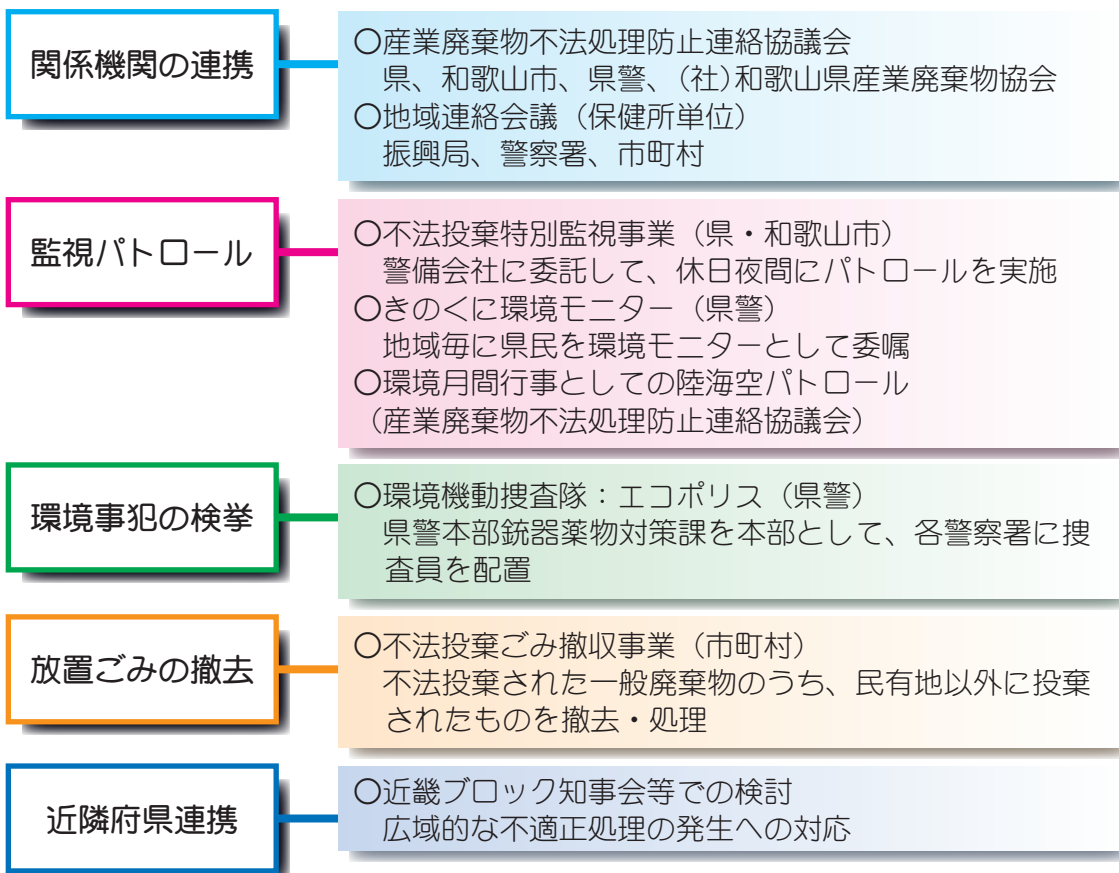 関係機関の連携
〇産業廃棄物不法処理防止連絡協議会
県、和歌山市、県警、(社)和歌山県産業廃棄物協会
〇地域連絡会議（保健所単位）
振興局、警察署、市町村
監視パトロール
〇不法投棄特別監視事業（県・和歌山市）
警備会社に委託して、休日夜間にパトロールを実施
〇きのくに環境モニター（県警）
地域毎に県民を環境モニターとして委嘱
〇環境月間行事としての陸海空パトロール
（産業廃棄物不法処理防止連絡協議会）
環境事犯の検挙
〇環境機動捜査隊：エコポリス（県警）
県警本部銃器薬物対策課を本部として、各警察署に捜
査員を配置
放置ごみの撤去
〇不法投棄ごみ撤収事業（市町村）
不法投棄された一般廃棄物のうち、民有地以外に投棄
されたものを撤去・処理
近隣府県連携
〇近畿ブロック知事会等での検討
広域的な不適正処理の発生への対応